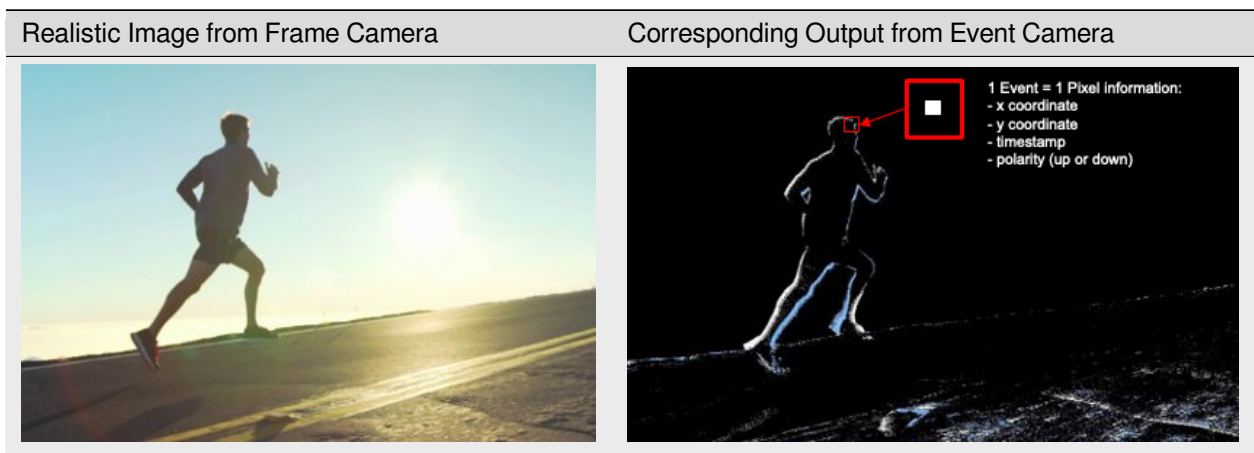 Realistic Image from Frame Camera
Corresponding Output from Event Camera
1 Event = 1 Pixel information:
- x coordinate
- y coordinate
- timestamp
- polarity (up or down)